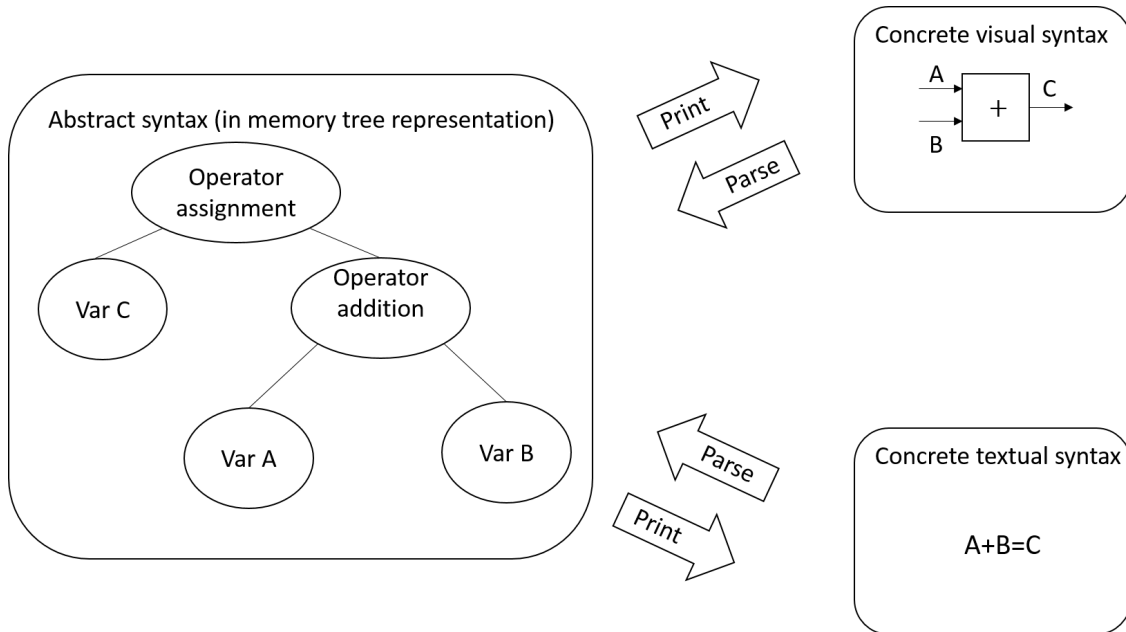 Abstract syntax (in memory tree representation)
Operator
assignment
Var C
Operator
addition
Var A
Var B
Print
Parse
Parse
Print
Concrete visual syntax
A
B
+
C
Concrete textual syntax
A+B=C